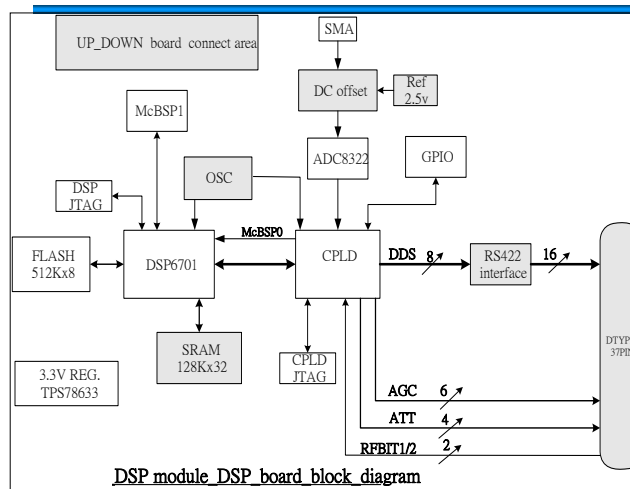 UP_DOWN board connect area
SMA
DC offset
Ref
2.5v
McBSP1
ADC8322
GPIO
OSC
DSP
JTAG
McBSP0
FLASH
512Kx8
DSP6701
CPLD
DDS
8
RS422
interface
16
DTYP
37PIN
SRAM
128Kx32
CPLD
JTAG
3.3V REG.
TPS78633
AGC
6
ATT
4
RFBIT1/2
2
DSP module_DSP_board_block_diagram